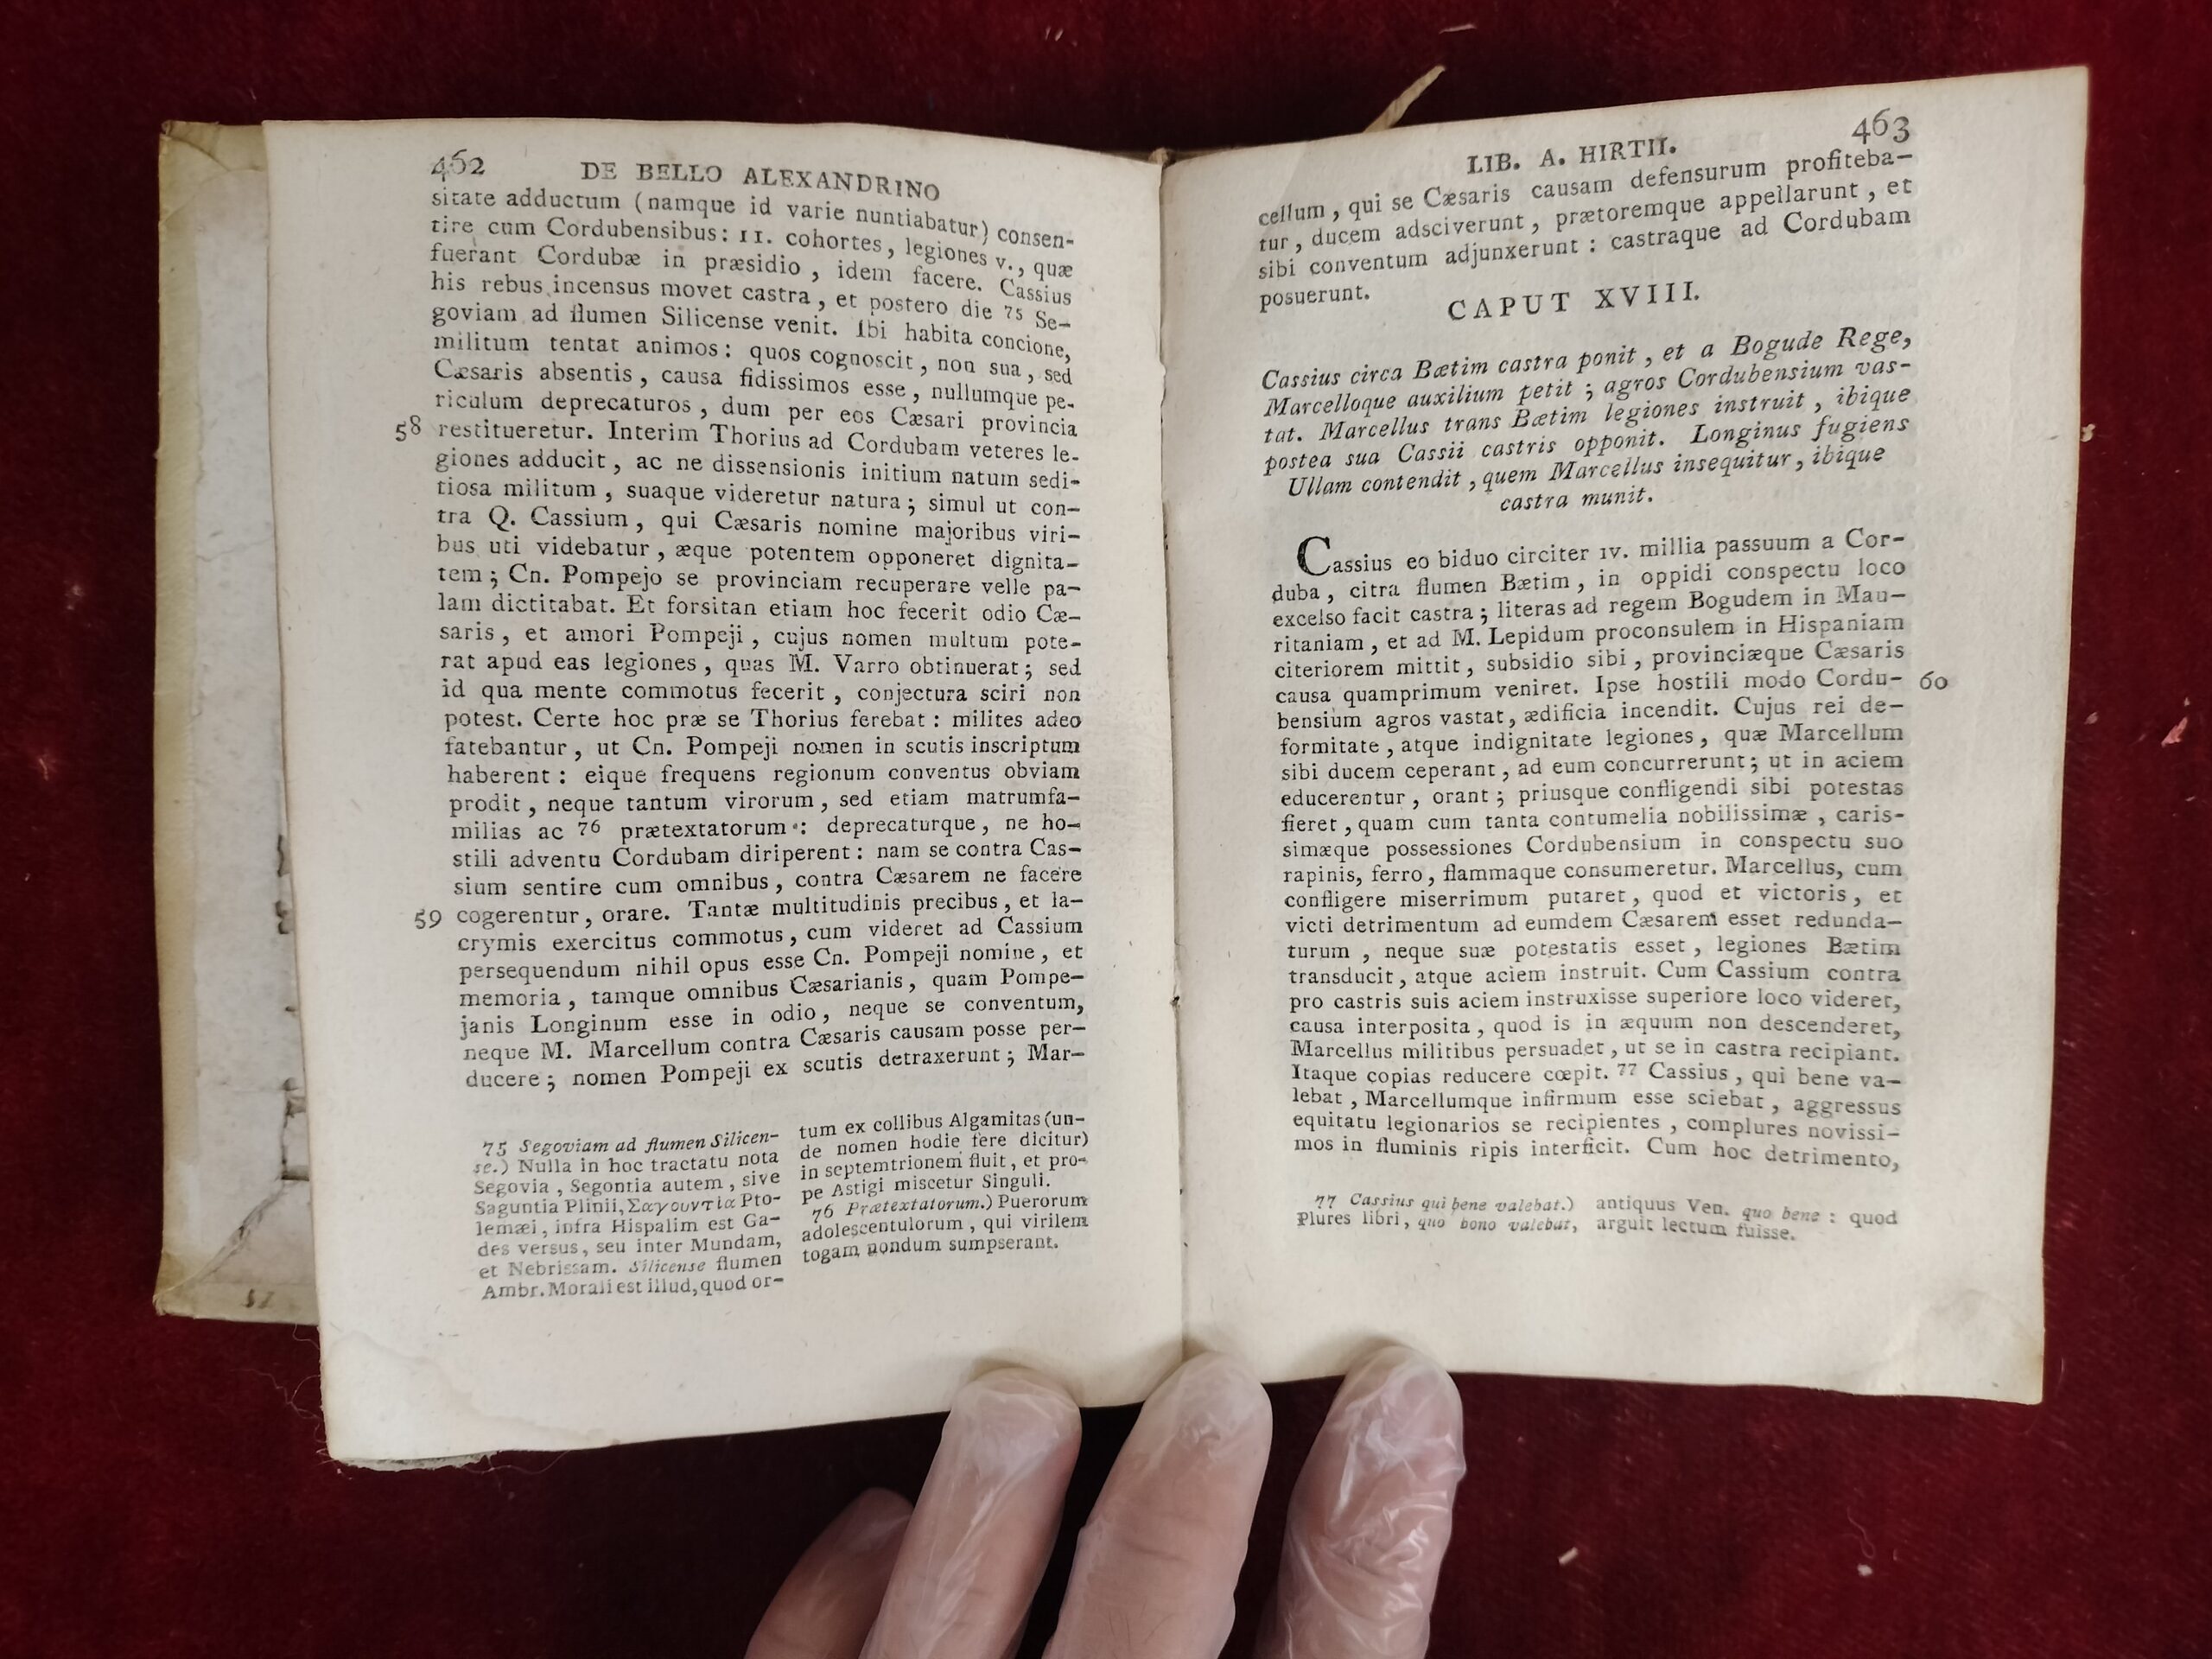 462 DE BELLO ALEXANDRINO
sitate adductum (namque id varie nuntiabatur) consen-
tire cum Cordubensibus: II. cohortes, legiones v., quæ
fuerant Cordubæ in præsidio, idem facere. Cassius
his rebus incensus movet castra, et postero die 75 Se-
goviam ad flumen Silicense venit. Ibi habita concione,
militum tentat animos: quos cognoscit, non sua, sed
Cæsaris absentis, causa fidissimos esse, nullumque pe-
riculum deprecaturos, dum per eos Cæsari provincia
58 restitueretur. Interim Thorius ad Cordubam veteres le-
giones adducit, ac ne dissensionis initium natum sedi-
tiosa militum, suaque videretur natura; simul ut con-
tra Q. Cassium, qui Cæsaris nomine majoribus viri-
bus uti videbatur, æque potentem opponeret dignita-
tem; Cn. Pompejo se provinciam recuperare velle pa-
lam dictitabat. Et forsitan etiam hoc fecerit odio Cæ-
saris, et amori Pompeji, cujus nomen multum pote-
rat apud eas legiones, quas M. Varro obtinuerat; sed
id qua mente commotus fecerit, conjectura sciri non
potest. Certe hoc præ se Thorius ferebat: milites adeo
fatebantur, ut Cn. Pompeji nomen in scutis inscriptum
haberent: eique frequens regionum conventus obviam
prodit, neque tantum virorum, sed etiam matrumfa-
milias ac 76 prætextatorum: deprecaturque, ne ho-
stili adventu Cordubam diriperent: nam se contra Cas-
sium sentire cum omnibus, contra Cæsarem ne facere
59 cogerentur, orare. Tantæ multitudinis precibus, et la-
crymis exercitus commotus, cum videret ad Cassium
persequendum nihil opus esse Cn. Pompeji nomine, et
memoria, tamque omnibus Cæsarianis, quam Pompe-
janis Longinum esse in odio, neque se conventum,
neque M. Marcellum contra Cæsaris causam posse per-
ducere; nomen Pompeji ex scutis detraxerunt; Mar-
75 Segoviam ad flumen Silicen-
se.) Nulla in hoc tractatu nota
Segovia, Segontia autem, sive
Saguntia Plinii, Σαγουντία Pto-
lemæi, infra Hispalim est Ga-
des versus, seu inter Mundam,
et Nebrissam. Silicense flumen
Ambr. Morali est illud, quod or-
tum ex collibus Algamitas (un-
de nomen hodie fere dicitur)
in septemtrionem fluit, et pro-
pe Astigi miscetur Singuli.
76 Prætextatorum.) Puerorum
adolescentulorum, qui virilem
togam nondum sumpserant.
LIB. A. HIRTII. 463
cellum, qui se Cæsaris causam defensurum profiteba-
tur, ducem adsciverunt, prætoremque appellarunt, et
sibi conventum adjunxerunt: castraque ad Cordubam
posuerunt.
CAPUT XVIII.
Cassius circa Bætim castra ponit, et a Bogude Rege,
Marcelloque auxilium petit; agros Cordubensium vas-
tat. Marcellus trans Bætim legiones instruit, ibique
postea sua Cassii castris opponit. Longinus fugiens
Ullam contendit, quem Marcellus insequitur, ibique
castra munit.
Cassius eo biduo circiter IV. millia passuum a Cor-
duba, citra flumen Bætim, in oppidi conspectu loco
excelso facit castra; literas ad regem Bogudem in Mau-
ritaniam, et ad M. Lepidum proconsulem in Hispaniam
citeriorem mittit, subsidio sibi, provinciæque Cæsaris
causa quamprimum veniret. Ipse hostili modo Cordu- 60
bensium agros vastat, ædificia incendit. Cujus rei de-
formitate, atque indignitate legiones, quæ Marcellum
sibi ducem ceperant, ad eum concurrerunt; ut in aciem
educerentur, orant; priusque confligendi sibi potestas
fieret, quam cum tanta contumelia nobilissimæ, caris-
simæque possessiones Cordubensium in conspectu suo
rapinis, ferro, flammaque consumeretur. Marcellus, cum
confligere miserrimum putaret, quod et victoris, et
victi detrimentum ad eumdem Cæsarem esset redunda-
turum, neque suæ potestatis esset, legiones Bætim
transducit, atque aciem instruit. Cum Cassium contra
pro castris suis aciem instruxisse superiore loco videret,
causa interposita, quod is in æquum non descenderet,
Marcellus militibus persuadet, ut se in castra recipiant.
Itaque copias reducere cœpit. 77 Cassius, qui bene va-
lebat, Marcellumque infirmum esse sciebat, aggressus
equitatu legionarios se recipientes, complures novissi-
mos in fluminis ripis interficit. Cum hoc detrimento,
77 Cassius qui bene valebat.)
Plures libri, quo bono valebat,
antiquus Ven. quo bene: quod
arguit lectum fuisse.